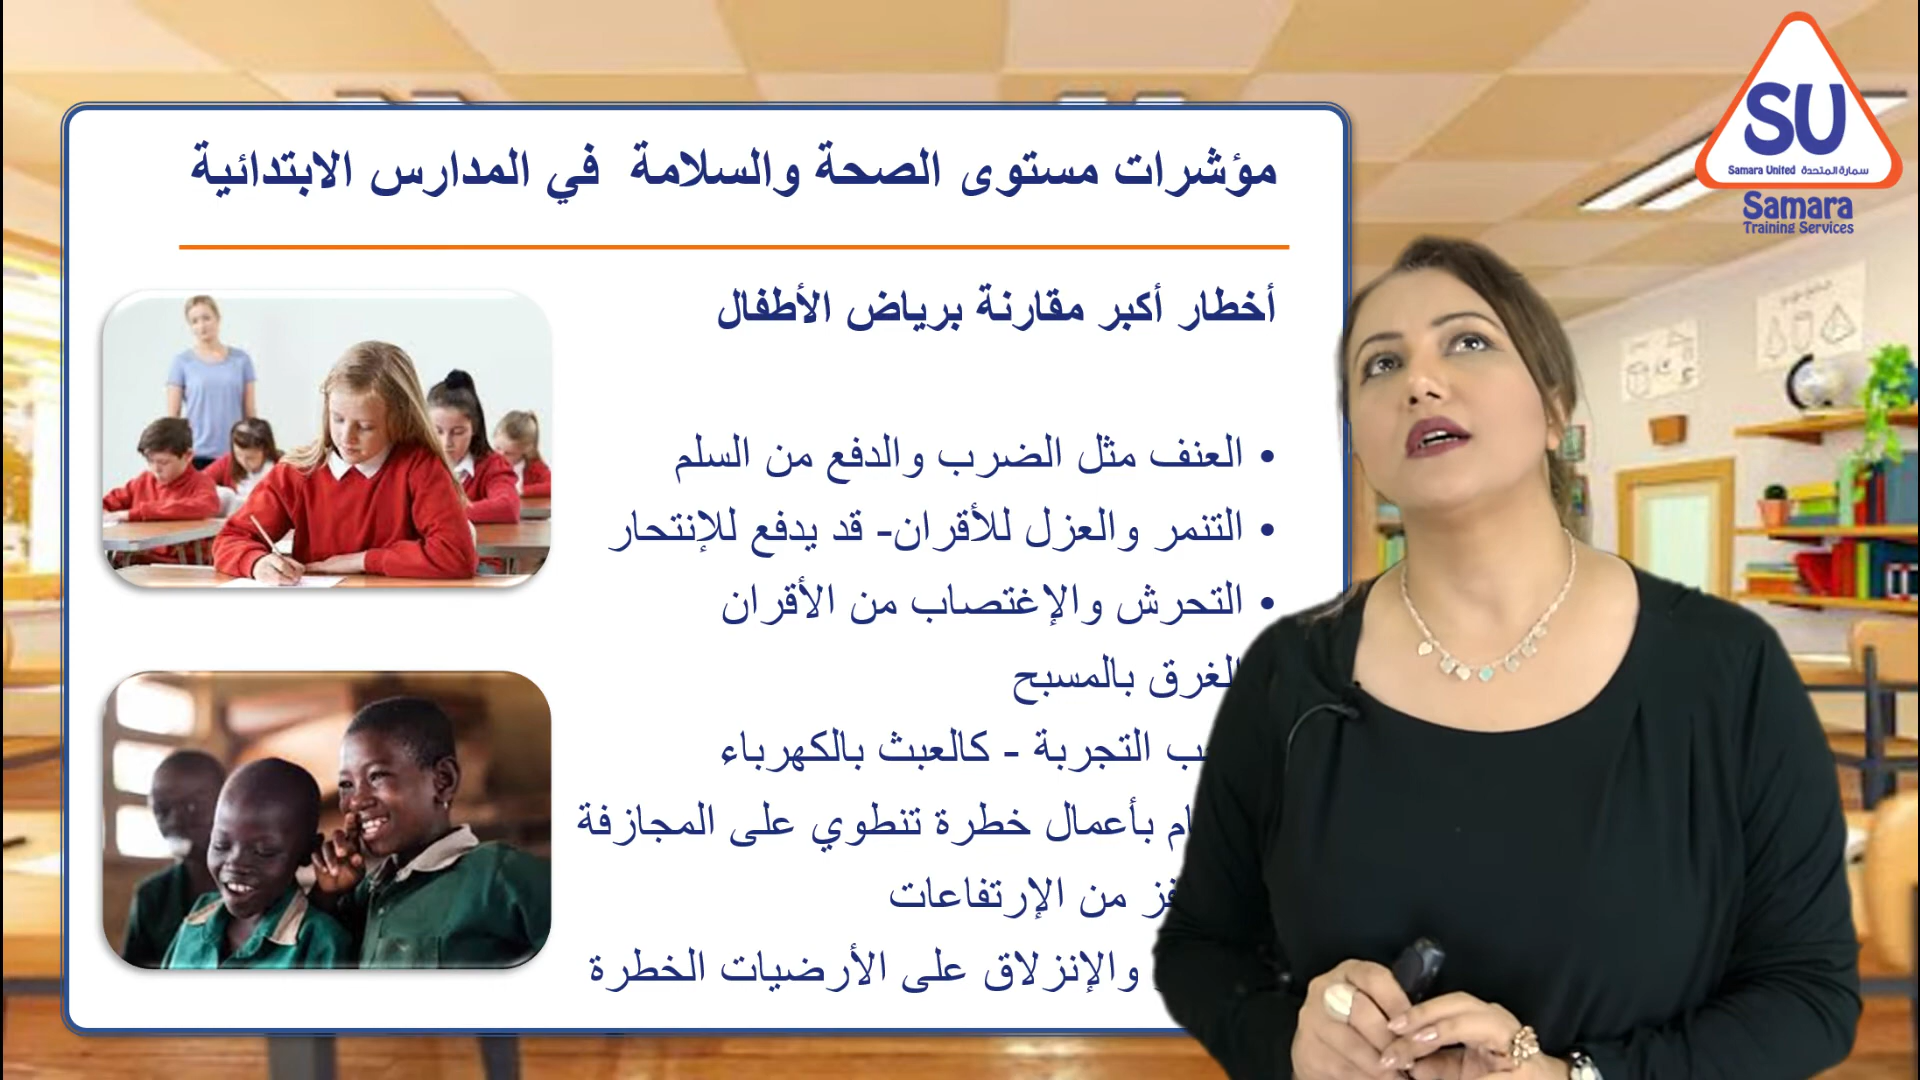 مؤشرات مستوى الصحة والسلامة في المدارس الابتدائية
أخطار أكبر مقارنة برياض الأطفال
• العنف مثل الضرب والدفع من السلم
• التنمر والعزل للأقران- قد يدفع للإنتحار
• التحرش والإغتصاب من الأقران
الغرق بالمسبح
التجربة - كالعبث بالكهرباء
بأعمال خطرة تنطوي على المجازفة
من الإرتفاعات
والإنزلاق على الأرضيات الخطرة
SU
Samara United سمارة المتحدة
Samara
Training Services